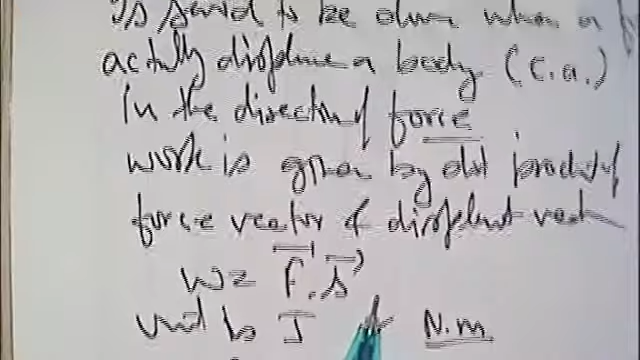 is said to be done when a
actually displace a body (c.a.)
in the direction of force
work is given by dot product of
force vector & displacement vector
W = F⃗.s⃗
Unit is J N.m